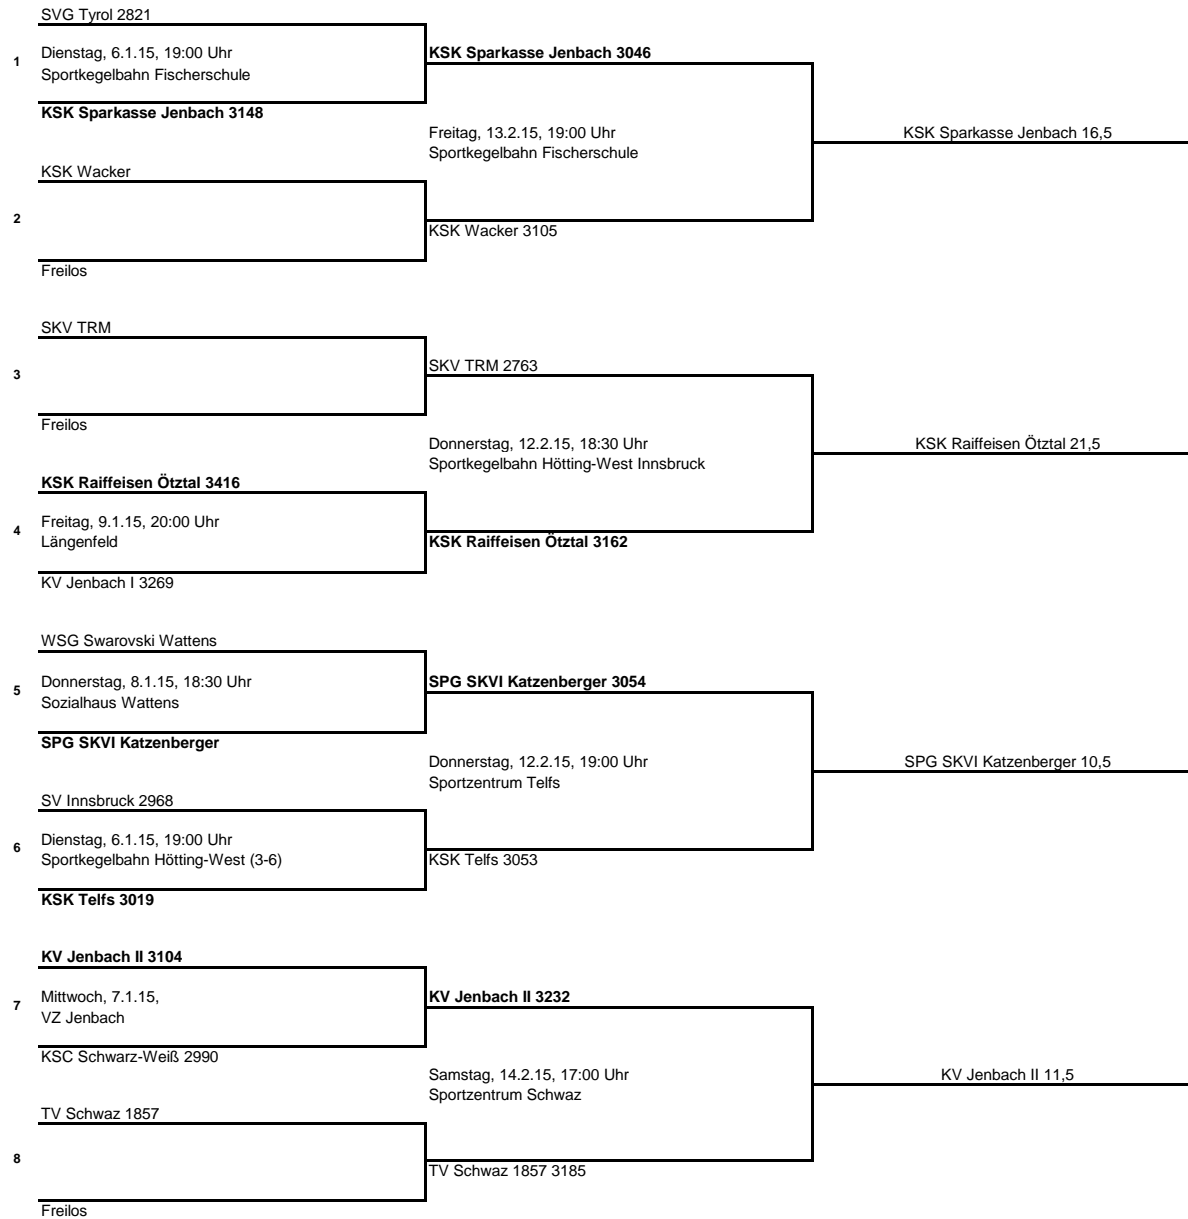 SVG Tyrol 2821
1
Dienstag, 6.1.15, 19:00 Uhr
Sportkegelbahn Fischerschule
KSK Sparkasse Jenbach 3148
KSK Sparkasse Jenbach 3046
Freitag, 13.2.15, 19:00 Uhr
Sportkegelbahn Fischerschule
KSK Sparkasse Jenbach 16,5
KSK Wacker
2
KSK Wacker 3105
Freilos
SKV TRM
3
SKV TRM 2763
Freilos
Donnerstag, 12.2.15, 18:30 Uhr
Sportkegelbahn Hötting-West Innsbruck
KSK Raiffeisen Ötztal 21,5
KSK Raiffeisen Ötztal 3416
4
Freitag, 9.1.15, 20:00 Uhr
Längenfeld
KSK Raiffeisen Ötztal 3162
KV Jenbach I 3269
WSG Swarovski Wattens
5
Donnerstag, 8.1.15, 18:30 Uhr
Sozialhaus Wattens
SPG SKVI Katzenberger 3054
SPG SKVI Katzenberger
Donnerstag, 12.2.15, 19:00 Uhr
Sportzentrum Telfs
SPG SKVI Katzenberger 10,5
SV Innsbruck 2968
6
Dienstag, 6.1.15, 19:00 Uhr
Sportkegelbahn Hötting-West (3-6)
KSK Telfs 3053
KSK Telfs 3019
KV Jenbach II 3104
7
Mittwoch, 7.1.15,
VZ Jenbach
KV Jenbach II 3232
KSC Schwarz-Weiß 2990
Samstag, 14.2.15, 17:00 Uhr
Sportzentrum Schwaz
KV Jenbach II 11,5
TV Schwaz 1857
8
TV Schwaz 1857 3185
Freilos